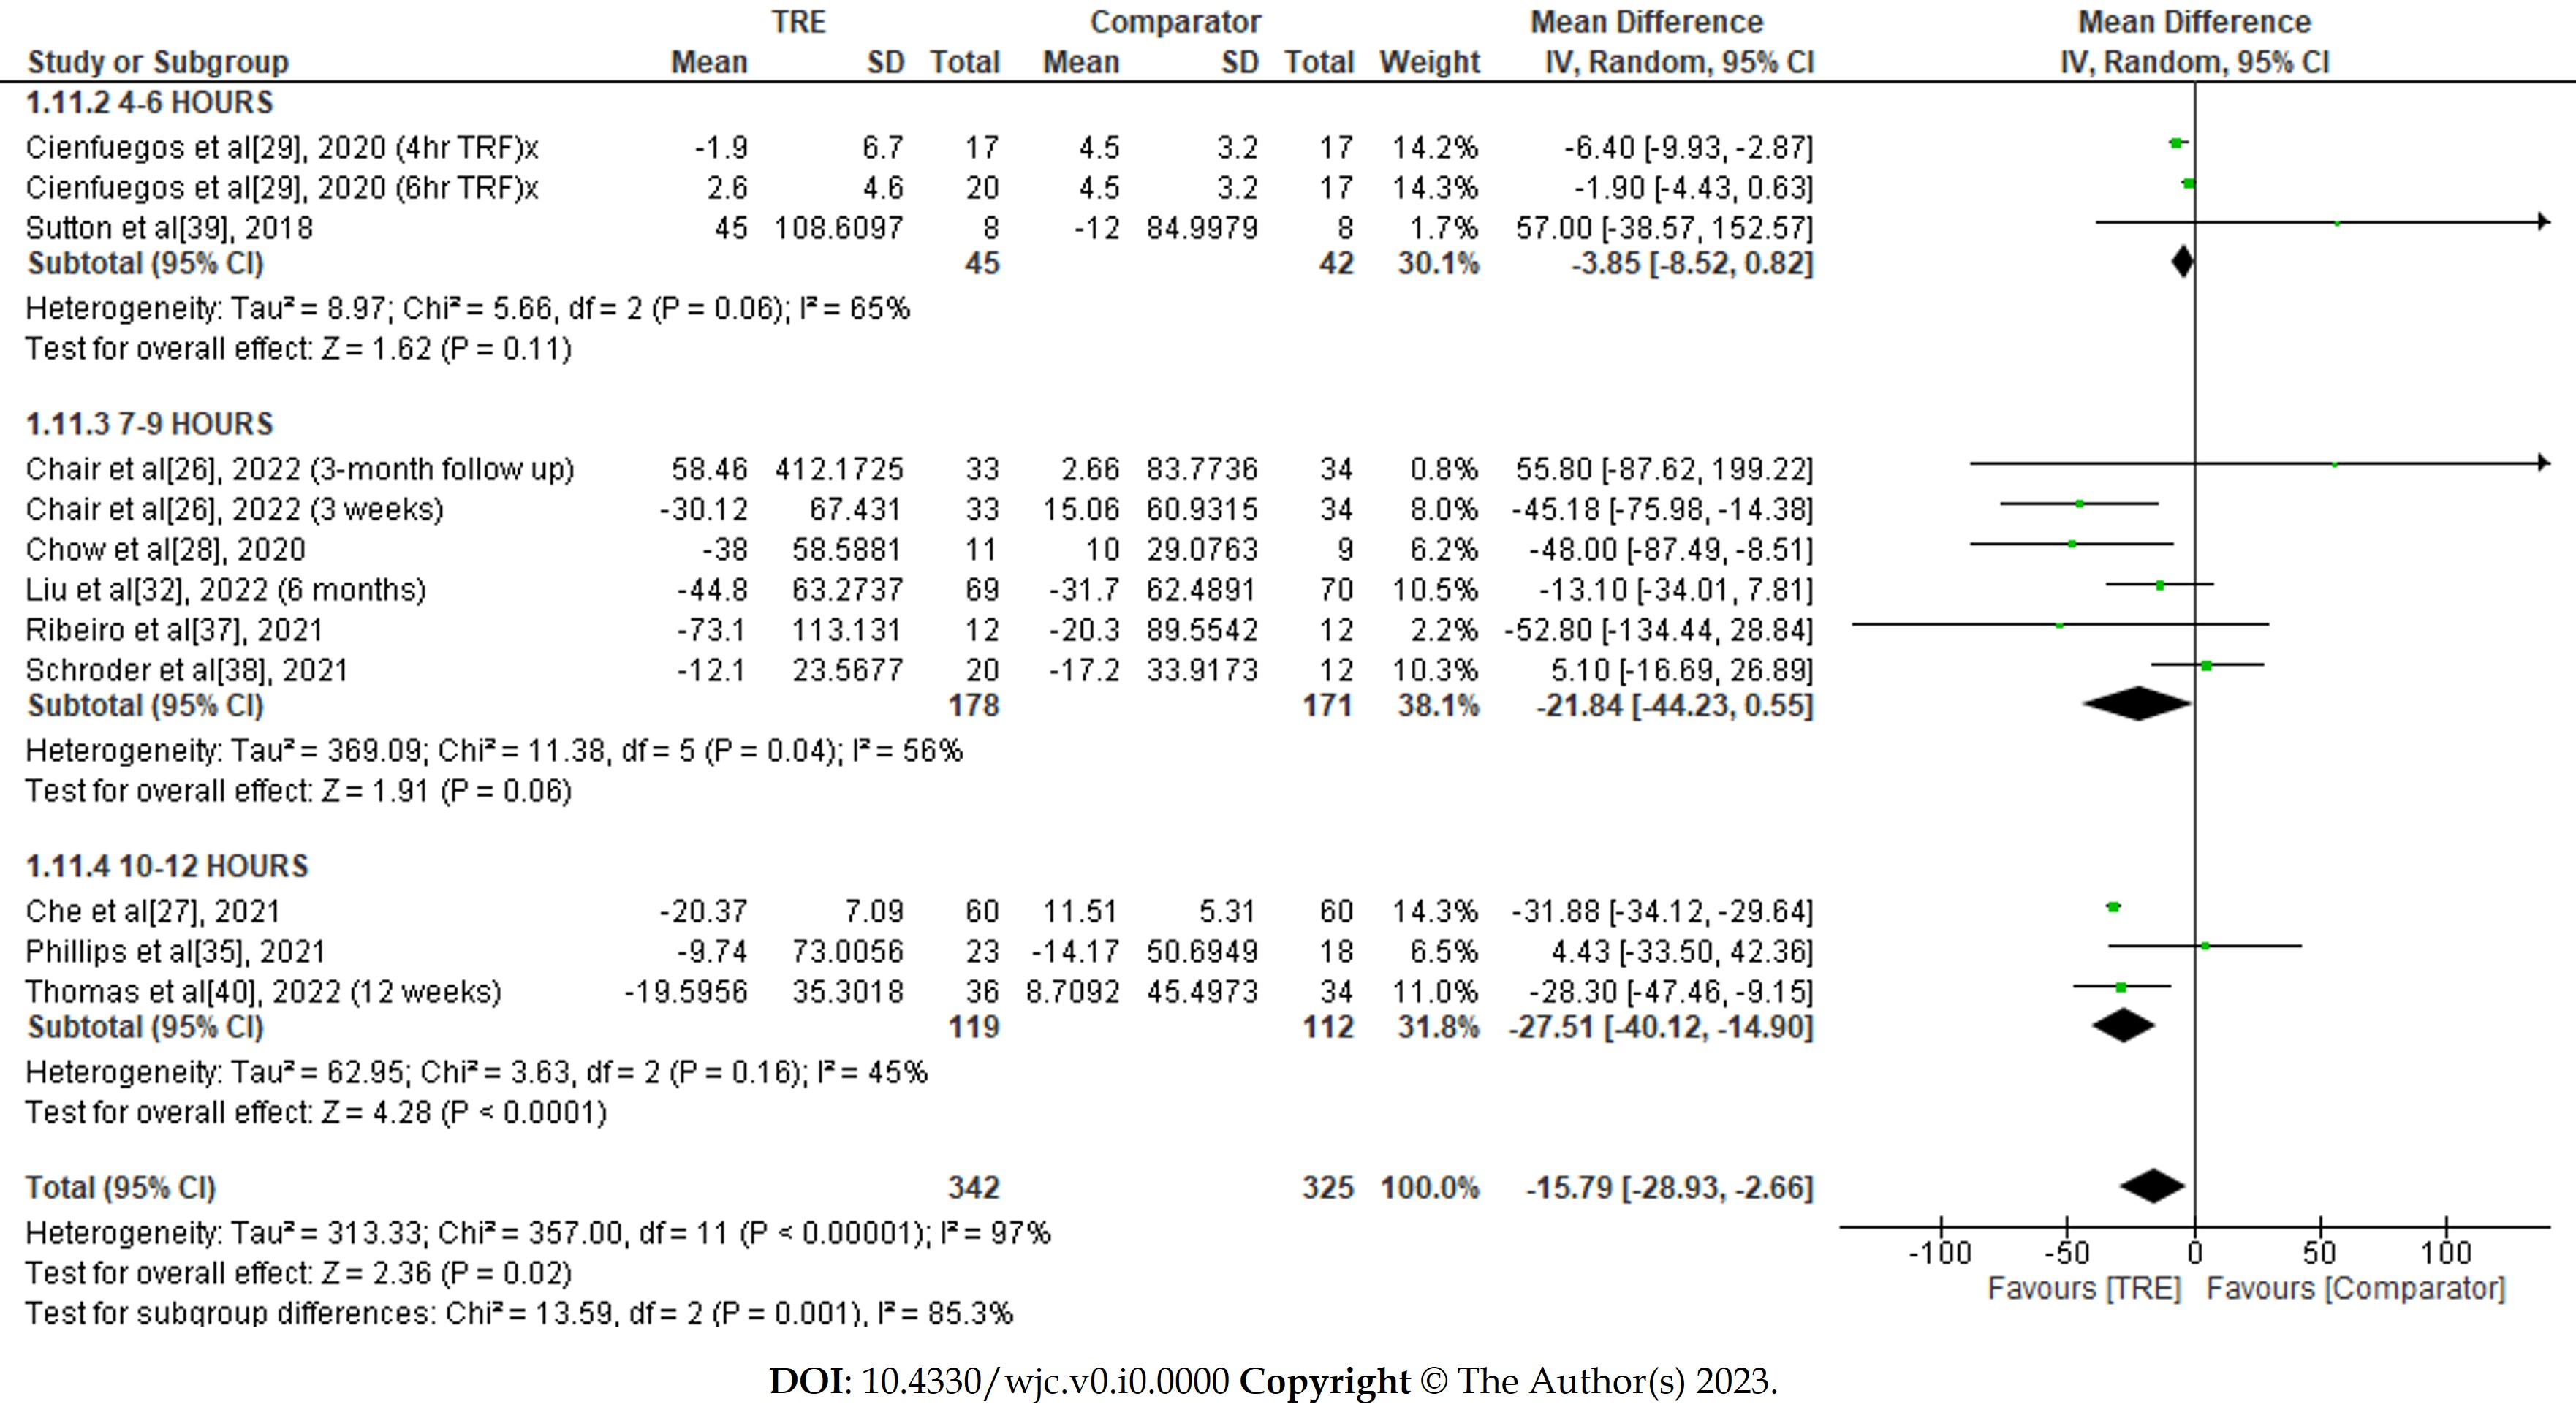 TRE Comparator Mean Difference Mean Difference
Study or Subgroup Mean SD Total Mean SD Total Weight IV, Random, 95% CI IV, Random, 95% CI
1.11.2 4-6 HOURS
Cienfuegos et al[29], 2020 (4hr TRF)x -1.9 6.7 17 4.5 3.2 17 14.2% -6.40 [-9.93, -2.87]
Cienfuegos et al[29], 2020 (6hr TRF)x 2.6 4.6 20 4.5 3.2 17 14.3% -1.90 [-4.43, 0.63]
Sutton et al[39], 2018 45 108.6097 8 -12 84.9979 8 1.7% 57.00 [-38.57, 152.57]
Subtotal (95% CI) 45 42 30.1% -3.85 [-8.52, 0.82]
Heterogeneity: Tau² = 8.97; Chi² = 5.66, df = 2 (P = 0.06); I² = 65%
Test for overall effect: Z = 1.62 (P = 0.11)
1.11.3 7-9 HOURS
Chair et al[26], 2022 (3-month follow up) 58.46 412.1725 33 2.66 83.7736 34 0.8% 55.80 [-87.62, 199.22]
Chair et al[26], 2022 (3 weeks) -30.12 67.431 33 15.06 60.9315 34 8.0% -45.18 [-75.98, -14.38]
Chow et al[28], 2020 -38 58.5881 11 10 29.0763 9 6.2% -48.00 [-87.49, -8.51]
Liu et al[32], 2022 (6 months) -44.8 63.2737 69 -31.7 62.4891 70 10.5% -13.10 [-34.01, 7.81]
Ribeiro et al[37], 2021 -73.1 113.131 12 -20.3 89.5542 12 2.2% -52.80 [-134.44, 28.84]
Schroder et al[38], 2021 -12.1 23.5677 20 -17.2 33.9173 12 10.3% 5.10 [-16.69, 26.89]
Subtotal (95% CI) 178 171 38.1% -21.84 [-44.23, 0.55]
Heterogeneity: Tau² = 369.09; Chi² = 11.38, df = 5 (P = 0.04); I² = 56%
Test for overall effect: Z = 1.91 (P = 0.06)
1.11.4 10-12 HOURS
Che et al[27], 2021 -20.37 7.09 60 11.51 5.31 60 14.3% -31.88 [-34.12, -29.64]
Phillips et al[35], 2021 -9.74 73.0056 23 -14.17 50.6949 18 6.5% 4.43 [-33.50, 42.36]
Thomas et al[40], 2022 (12 weeks) -19.5956 35.3018 36 8.7092 45.4973 34 11.0% -28.30 [-47.46, -9.15]
Subtotal (95% CI) 119 112 31.8% -27.51 [-40.12, -14.90]
Heterogeneity: Tau² = 62.95; Chi² = 3.63, df = 2 (P = 0.16); I² = 45%
Test for overall effect: Z = 4.28 (P < 0.0001)
Total (95% CI) 342 325 100.0% -15.79 [-28.93, -2.66]
Heterogeneity: Tau² = 313.33; Chi² = 357.00, df = 11 (P < 0.00001); I² = 97%
Test for overall effect: Z = 2.36 (P = 0.02)
Test for subgroup differences: Chi² = 13.59, df = 2 (P = 0.001), I² = 85.3%
-100 -50 0 50 100
Favours [TRE] Favours [Comparator]
DOI: 10.4330/wjc.v0.i0.0000 Copyright © The Author(s) 2023.